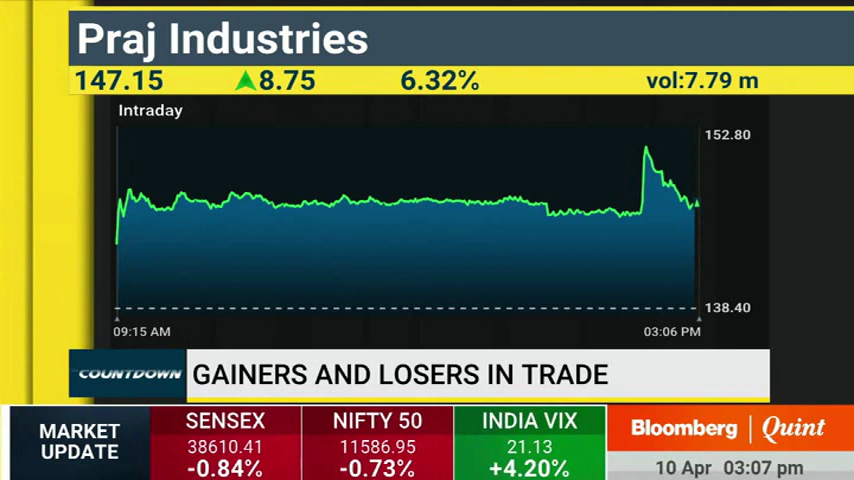 Praj Industries
147.15 8.75 6.32% vol:7.79 m
Intraday
152.80
138.40
09:15 AM 03:06 PM
COUNTDOWN GAINERS AND LOSERS IN TRADE
MARKET UPDATE
SENSEX
38610.41
-0.84%
NIFTY 50
11586.95
-0.73%
INDIA VIX
21.13
+4.20%
Bloomberg | Quint
10 Apr 03:07 pm